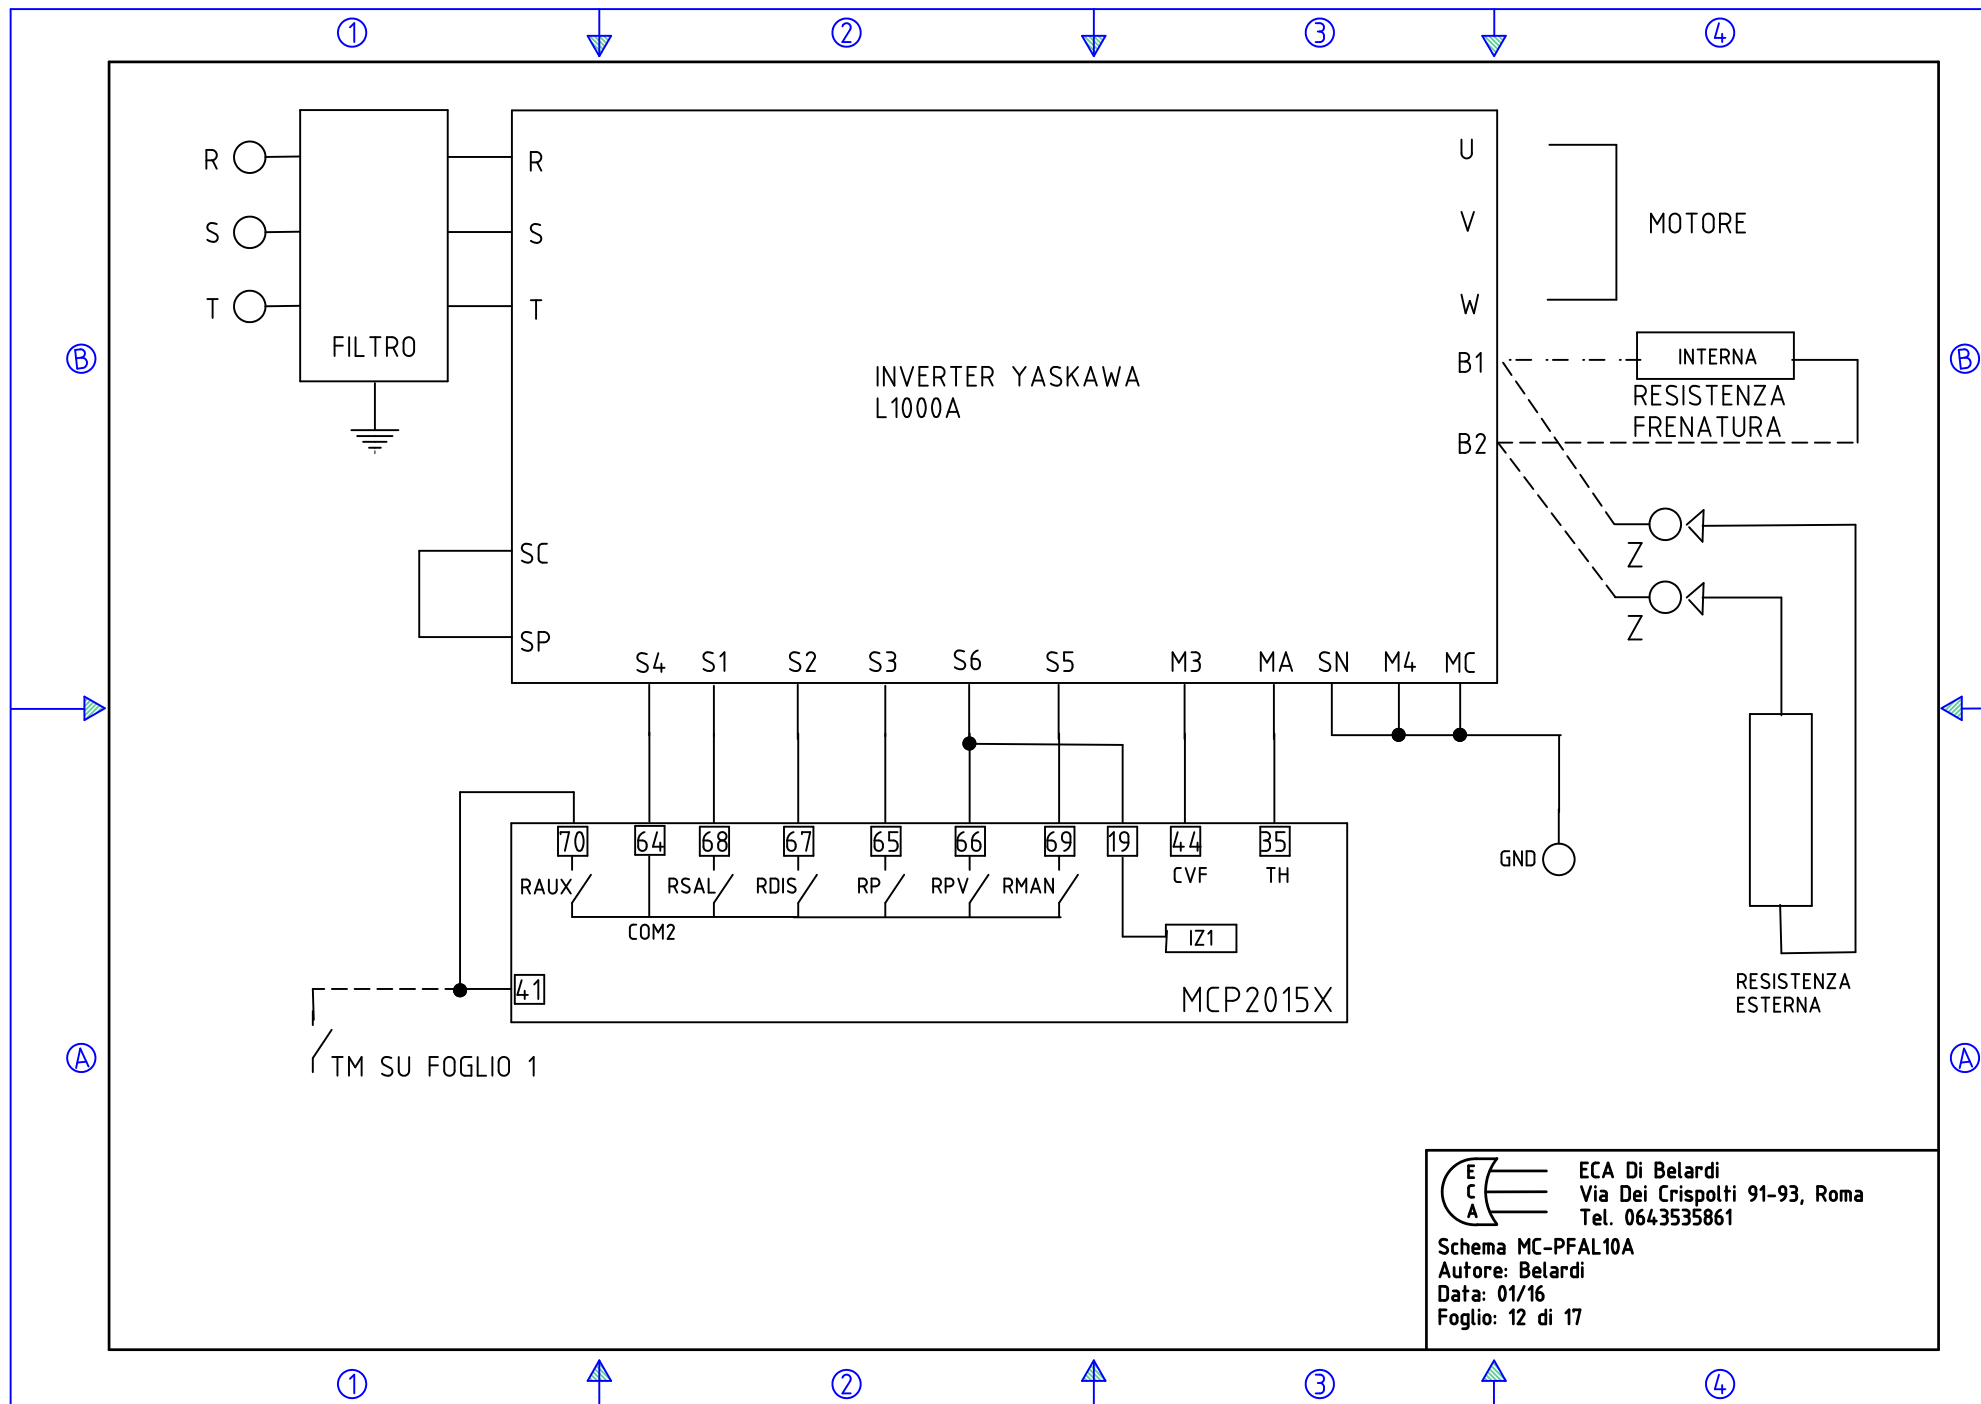 1 2 3 4
R R U
S S V MOTORE
T T W
FILTRO
B B
INVERTER YASKAWA
L1000A
B1 INTERNA
RESISTENZA
FRENATURA
B2
SC
Z
SP
Z
S4 S1 S2 S3 S6 S5 M3 MA SN M4 MC
70 64 68 67 65 66 69 19 44 35
GND
RAUX RSAL RDIS RP RPV RMAN CVF TH
COM2 IZ1
41 MCP2015X
RESISTENZA
ESTERNA
A A
TM SU FOGLIO 1
E
C
A
ECA Di Belardi
Via Dei Crispolti 91-93, Roma
Tel. 0643535861
Schema MC-PFAL10A
Autore: Belardi
Data: 01/16
Foglio: 12 di 17
1 2 3 4